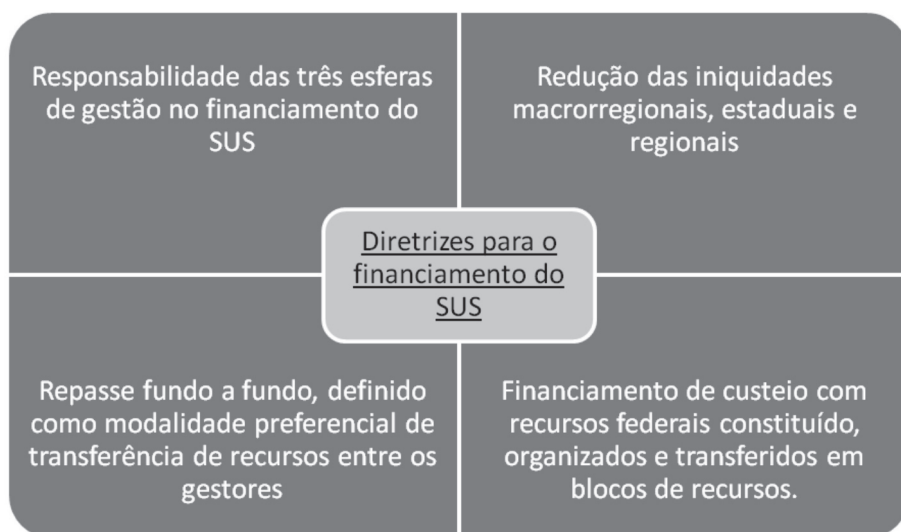 Responsabilidade das três esferas
de gestão no financiamento do
SUS
Redução das iniquidades
macrorregionais, estaduais e
regionais
Diretrizes para o
financiamento do
SUS
Repasse fundo a fundo, definido
como modalidade preferencial de
transferência de recursos entre os
gestores
Financiamento de custeio com
recursos federais constituído,
organizados e transferidos em
blocos de recursos.